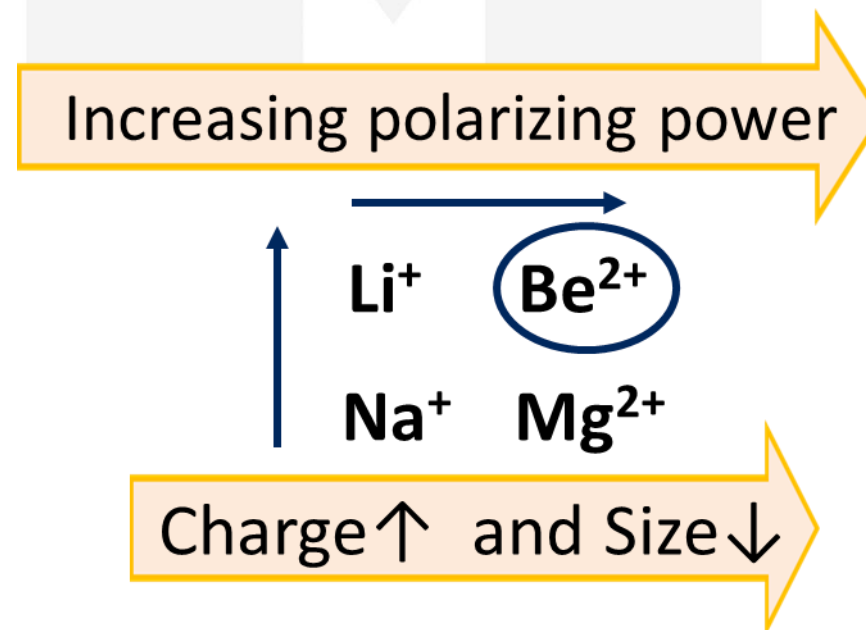 Increasing polarizing power
Li⁺ Be²⁺
Na⁺ Mg²⁺
Charge↑ and Size↓